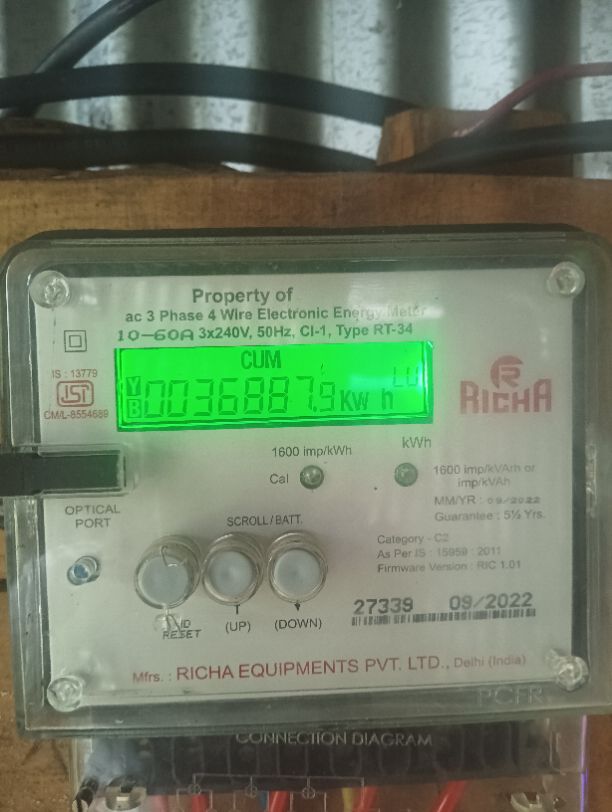 Property of
ac 3 Phase 4 Wire Electronic Energy Meter
10-60A 3x240V, 50Hz, Cl-1, Type RT-34
IS : 13779
ISI
CM/L-8554689
CUM
Y
B
0036887.9 Kw h
R
RICHA
1600 imp/kWh
Cal
kWh
1600 imp/kVArh or
imp/kVAh
MM/YR : 09/2022
Guarantee : 5½ Yrs.
OPTICAL
PORT
SCROLL/BATT.
Category - C2
As Per IS : 15959 : 2011
Firmware Version : RIC 1.01
RESET
(UP)
(DOWN)
27339 09/2022
Mfrs. : RICHA EQUIPMENTS PVT. LTD., Delhi (India)
CONNECTION DIAGRAM